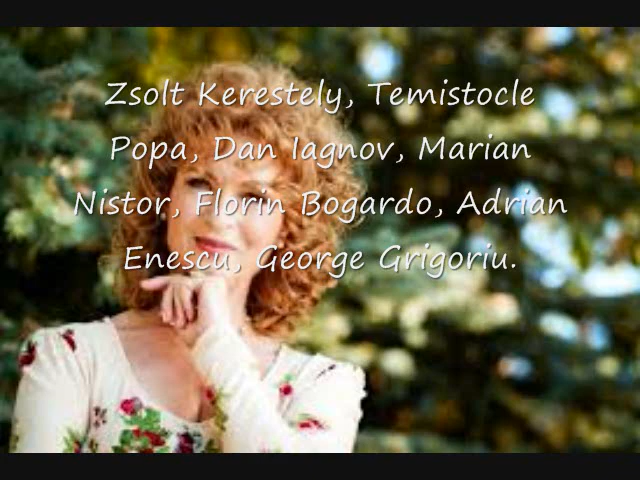 Zsolt Kerestely, Temistocle
Popa, Dan Iagnov, Marian
Nistor, Florin Bogardo, Adrian
Enescu, George Grigoriu.